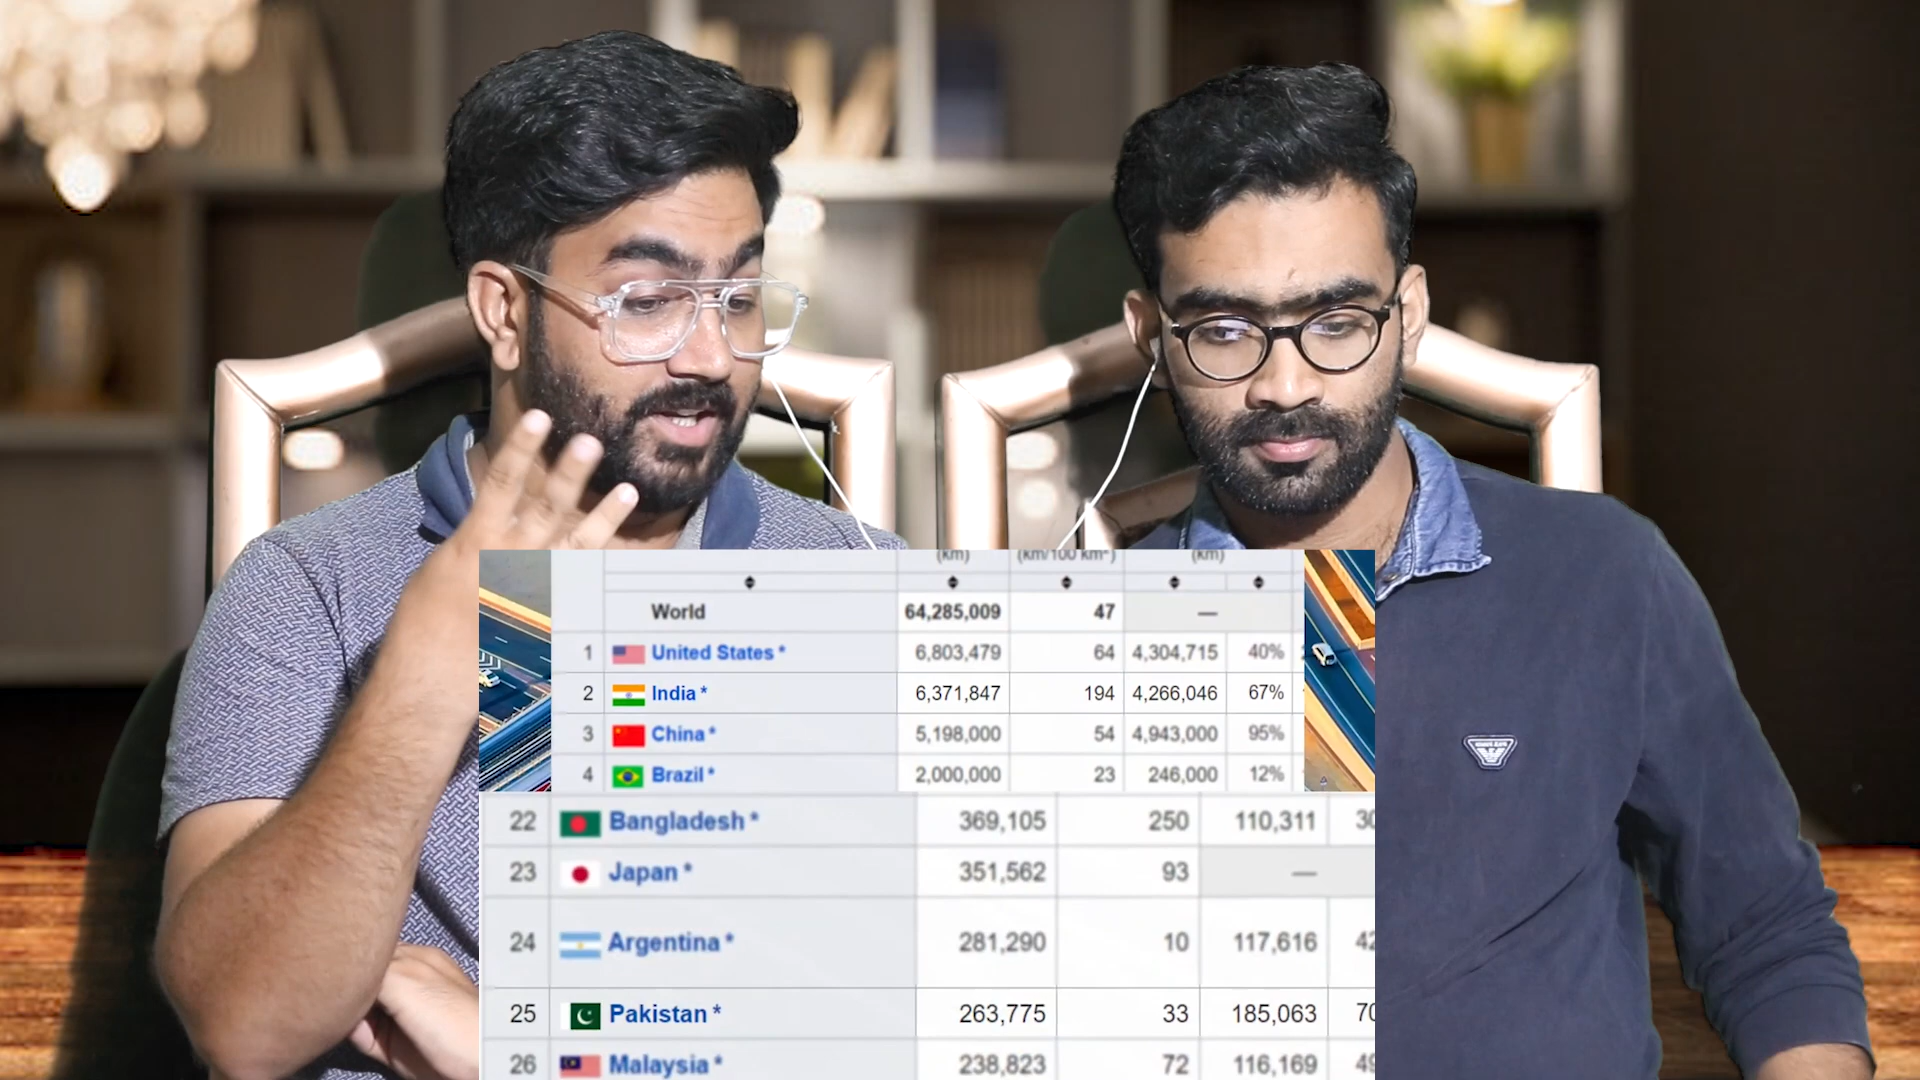 (km) (km/100 km²) (km)
World 64,285,009 47 —
1 United States * 6,803,479 64 4,304,715 40%
2 India * 6,371,847 194 4,266,046 67%
3 China * 5,198,000 54 4,943,000 95%
4 Brazil * 2,000,000 23 246,000 12%
22 Bangladesh * 369,105 250 110,311 30
23 Japan * 351,562 93 —
24 Argentina * 281,290 10 117,616 42
25 Pakistan * 263,775 33 185,063 70
26 Malaysia * 238,823 72 116,169 49